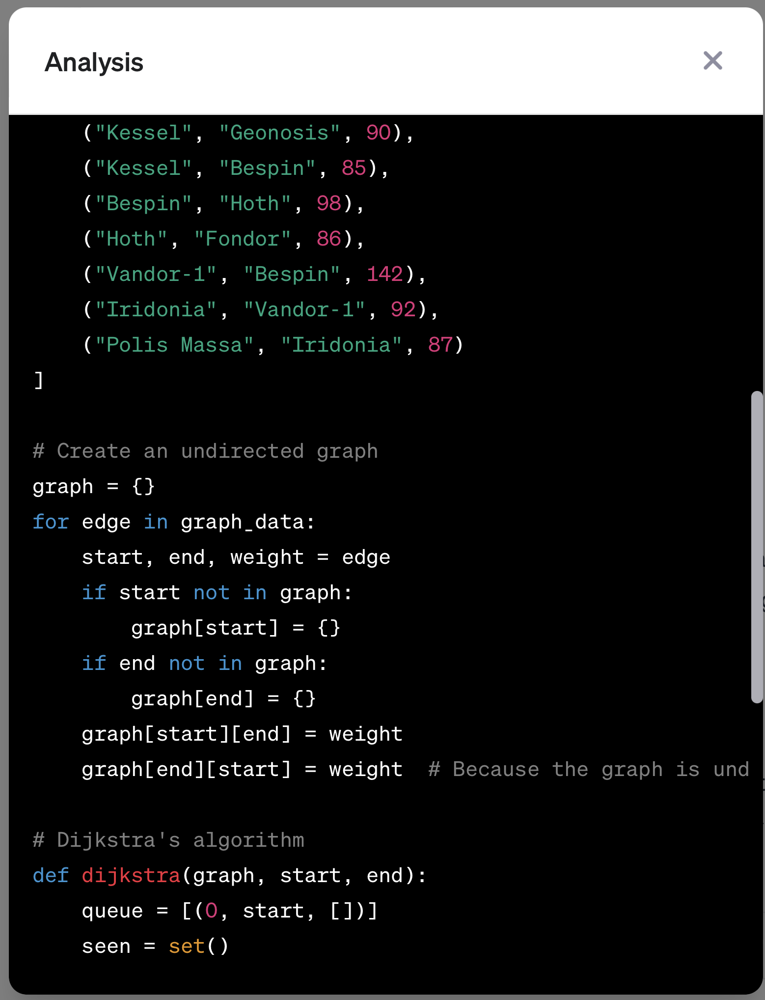 Analysis
    ("Kessel", "Geonosis", 90),
    ("Kessel", "Bespin", 85),
    ("Bespin", "Hoth", 98),
    ("Hoth", "Fondor", 86),
    ("Vandor-1", "Bespin", 142),
    ("Iridonia", "Vandor-1", 92),
    ("Polis Massa", "Iridonia", 87)
]
# Create an undirected graph
graph = {}
for edge in graph_data:
    start, end, weight = edge
    if start not in graph:
        graph[start] = {}
    if end not in graph:
        graph[end] = {}
    graph[start][end] = weight
    graph[end][start] = weight  # Because the graph is und
# Dijkstra's algorithm
def dijkstra(graph, start, end):
    queue = [(0, start, [])]
    seen = set()